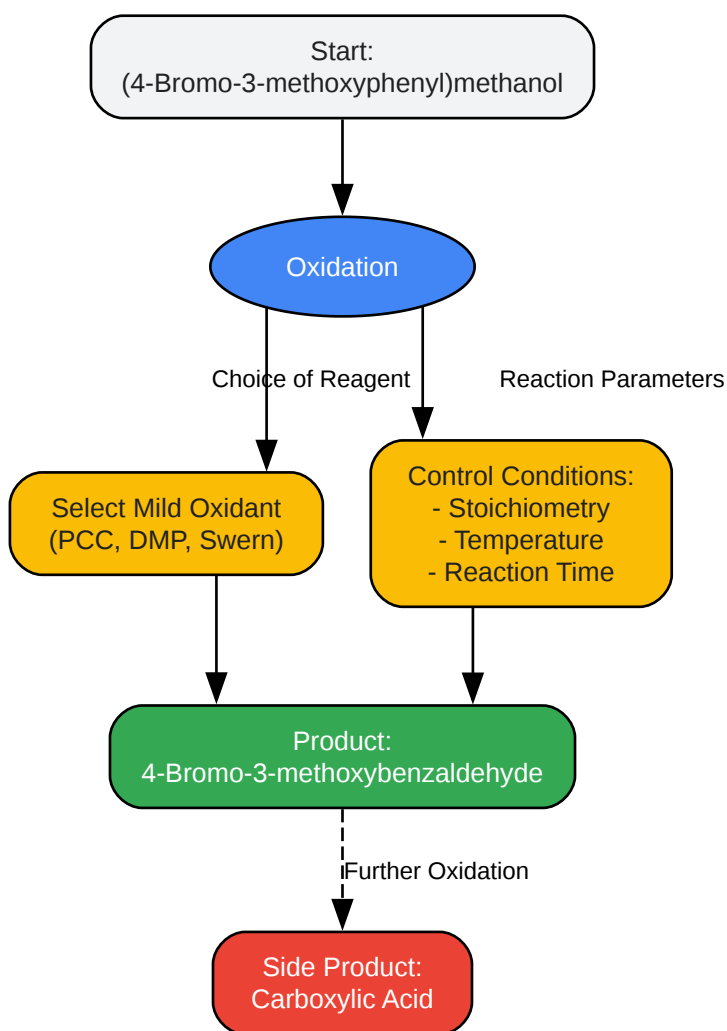 Start:
(4-Bromo-3-methoxyphenyl)methanol
Oxidation
Choice of Reagent
Reaction Parameters
Select Mild Oxidant
(PCC, DMP, Swern)
Control Conditions:
- Stoichiometry
- Temperature
- Reaction Time
Product:
4-Bromo-3-methoxybenzaldehyde
Further Oxidation
Side Product:
Carboxylic Acid